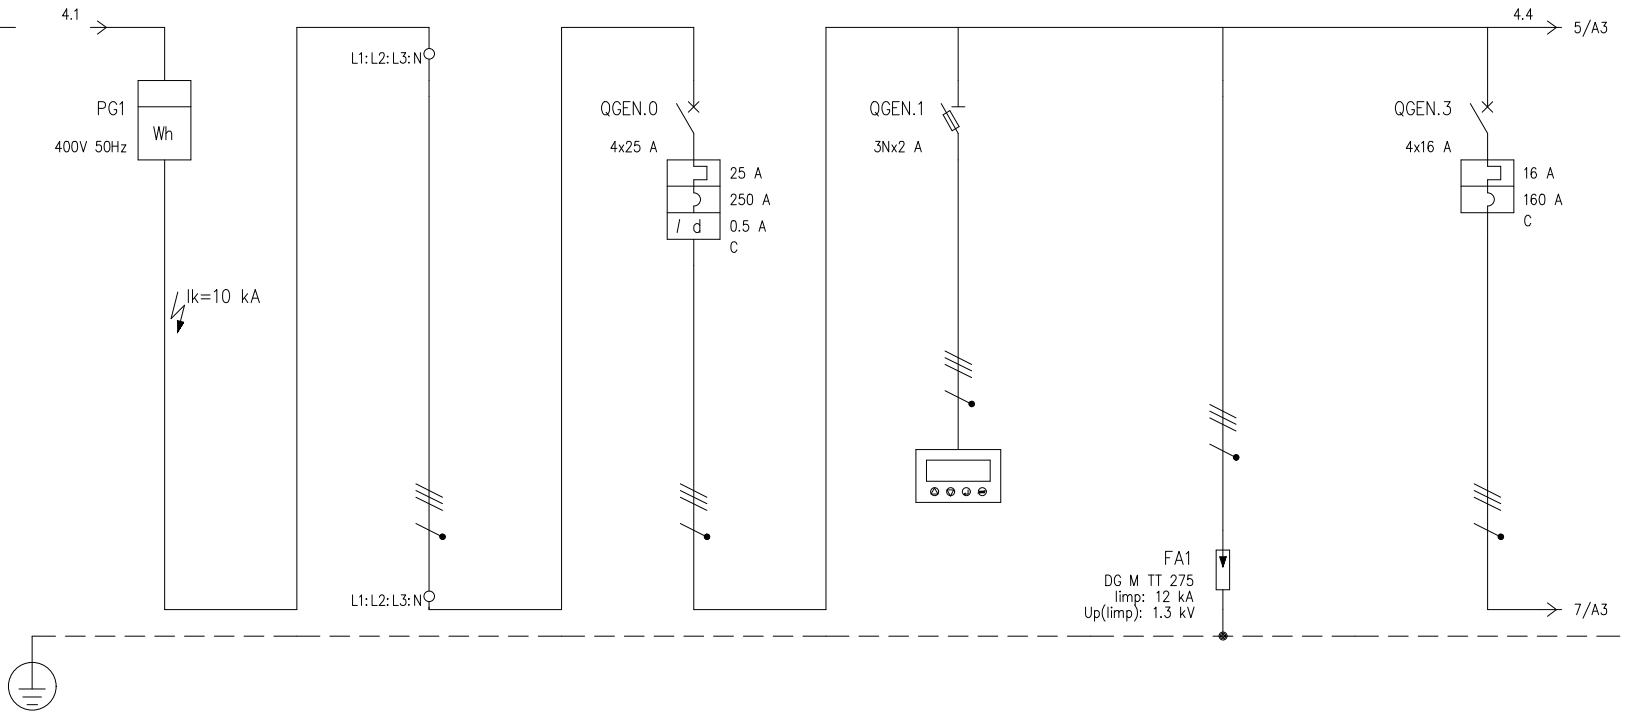 4.1
4.4
5/A3
L1:L2:L3:N
PG1
Wh
400V 50Hz
QGEN.0
4x25 A
25 A
250 A
I d
0.5 A
C
QGEN.1
3Nx2 A
QGEN.3
4x16 A
16 A
160 A
C
Ik=10 kA
FA1
DG M TT 275
Iimp: 12 kA
Up(Iimp): 1.3 kV
L1:L2:L3:N
7/A3